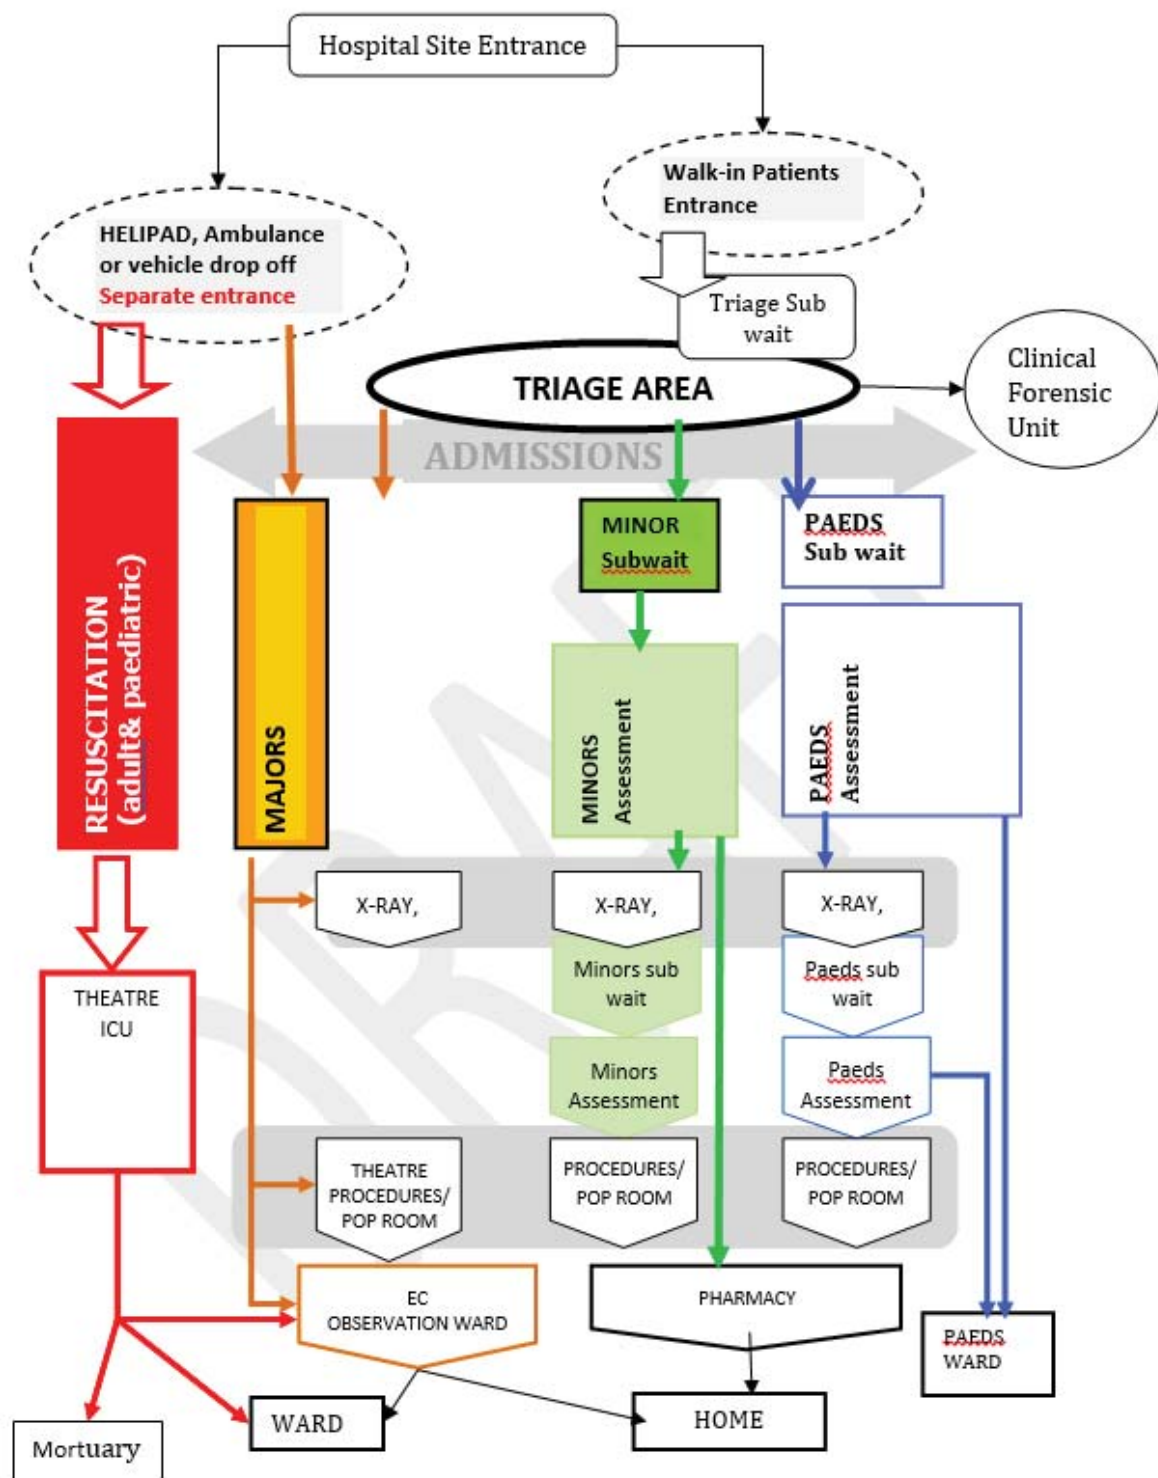 Hospital Site Entrance
Walk-in Patients
Entrance
HELIPAD, Ambulance
or vehicle drop off
Separate entrance
Triage Sub
wait
TRIAGE AREA
Clinical
Forensic
Unit
ADMISSIONS
RESUSCITATION
(adult& paediatric)
MAJORS
MINOR
Subwait
PAEDS
Sub wait
MINORS
Assessment
PAEDS
Assessment
X-RAY,
X-RAY,
X-RAY,
Minors sub
wait
Paeds sub
wait
THEATRE
ICU
Minors
Assessment
Paeds
Assessment
THEATRE
PROCEDURES/
POP ROOM
PROCEDURES/
POP ROOM
PROCEDURES/
POP ROOM
EC
OBSERVATION WARD
PHARMACY
PAEDS
WARD
WARD
HOME
Mortuary
DRAFT